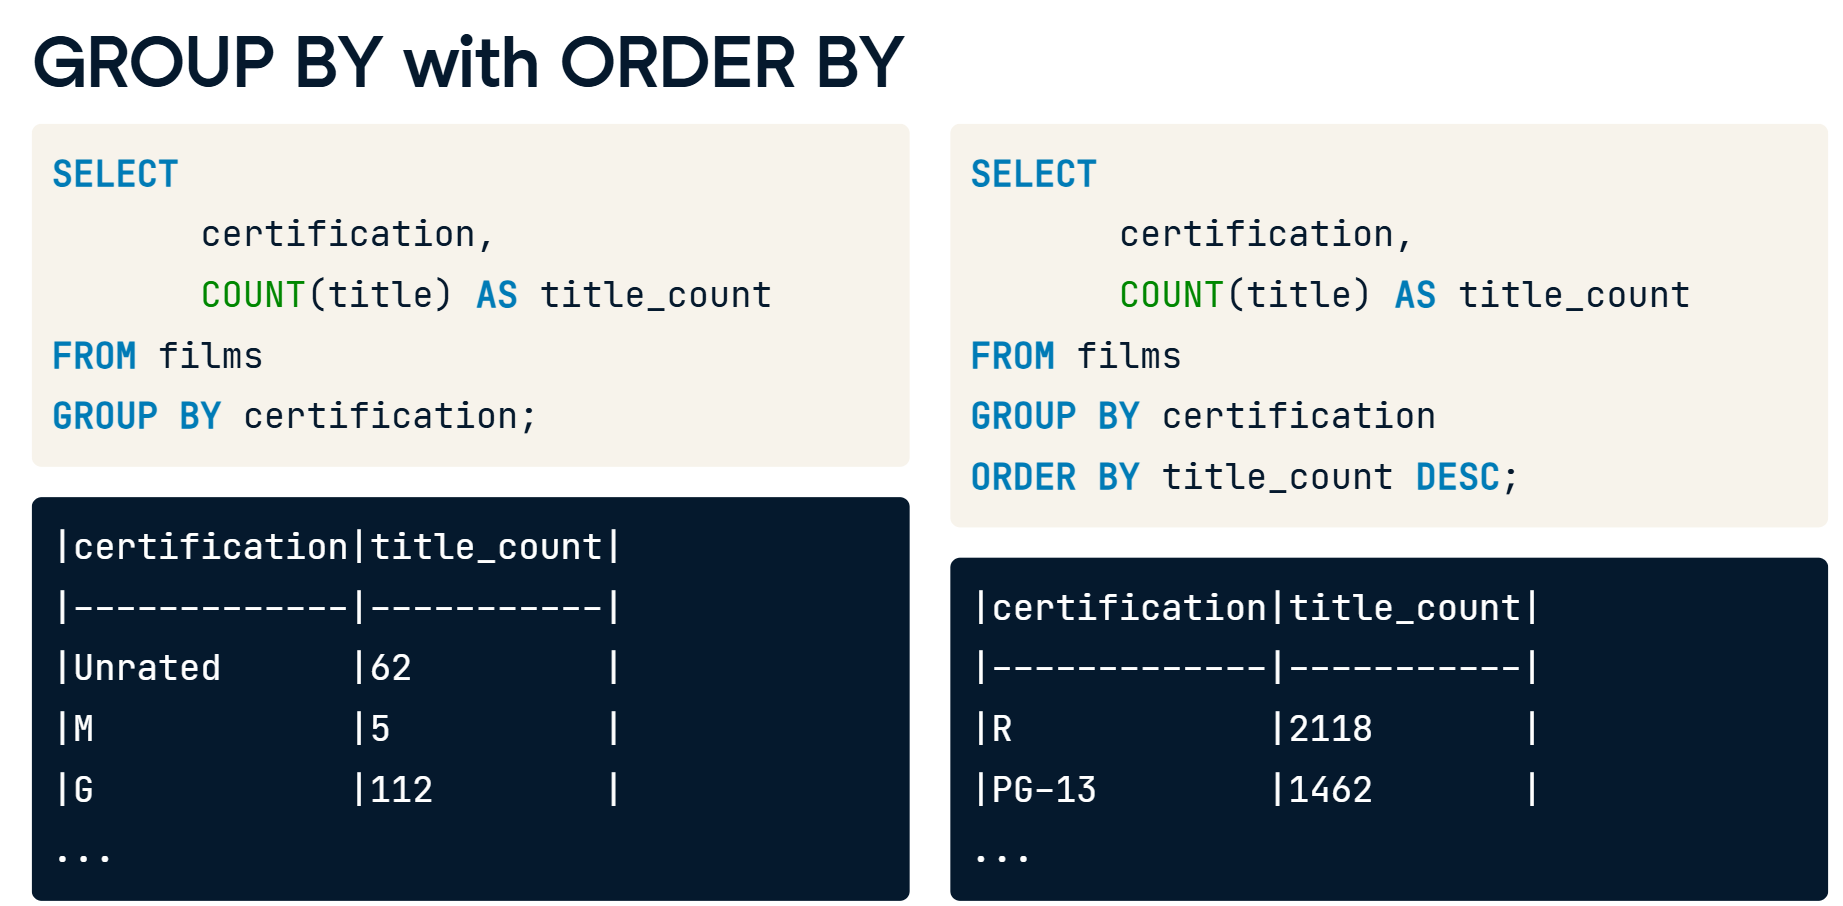 GROUP BY with ORDER BY
SELECT
certification,
COUNT(title) AS title_count
FROM films
GROUP BY certification;
|certification|title_count|
|-------------|-----------|
|Unrated      |62         |
|M            |5          |
|G            |112        |
...
SELECT
certification,
COUNT(title) AS title_count
FROM films
GROUP BY certification
ORDER BY title_count DESC;
|certification|title_count|
|-------------|-----------|
|R            |2118       |
|PG-13        |1462       |
...